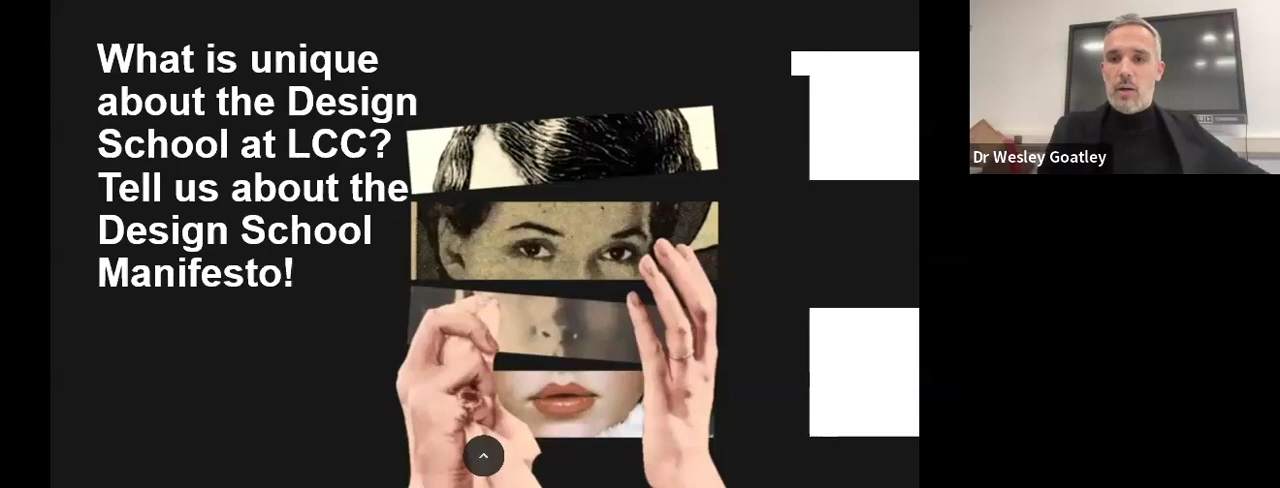 What is unique
about the Design
School at LCC?
Tell us about the
Design School
Manifesto!
Dr Wesley Goatley